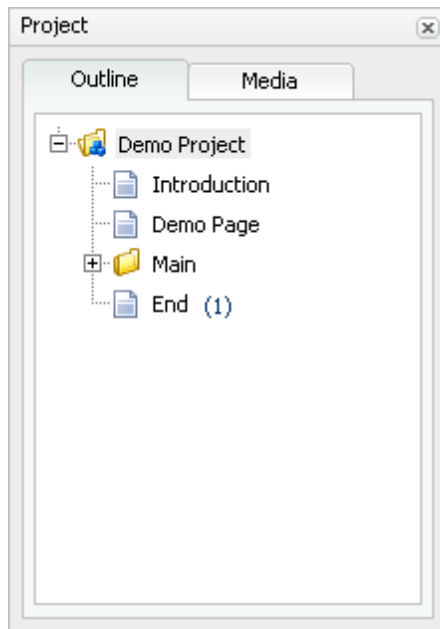 Project
Outline Media
Demo Project
Introduction
Demo Page
Main
End (1)